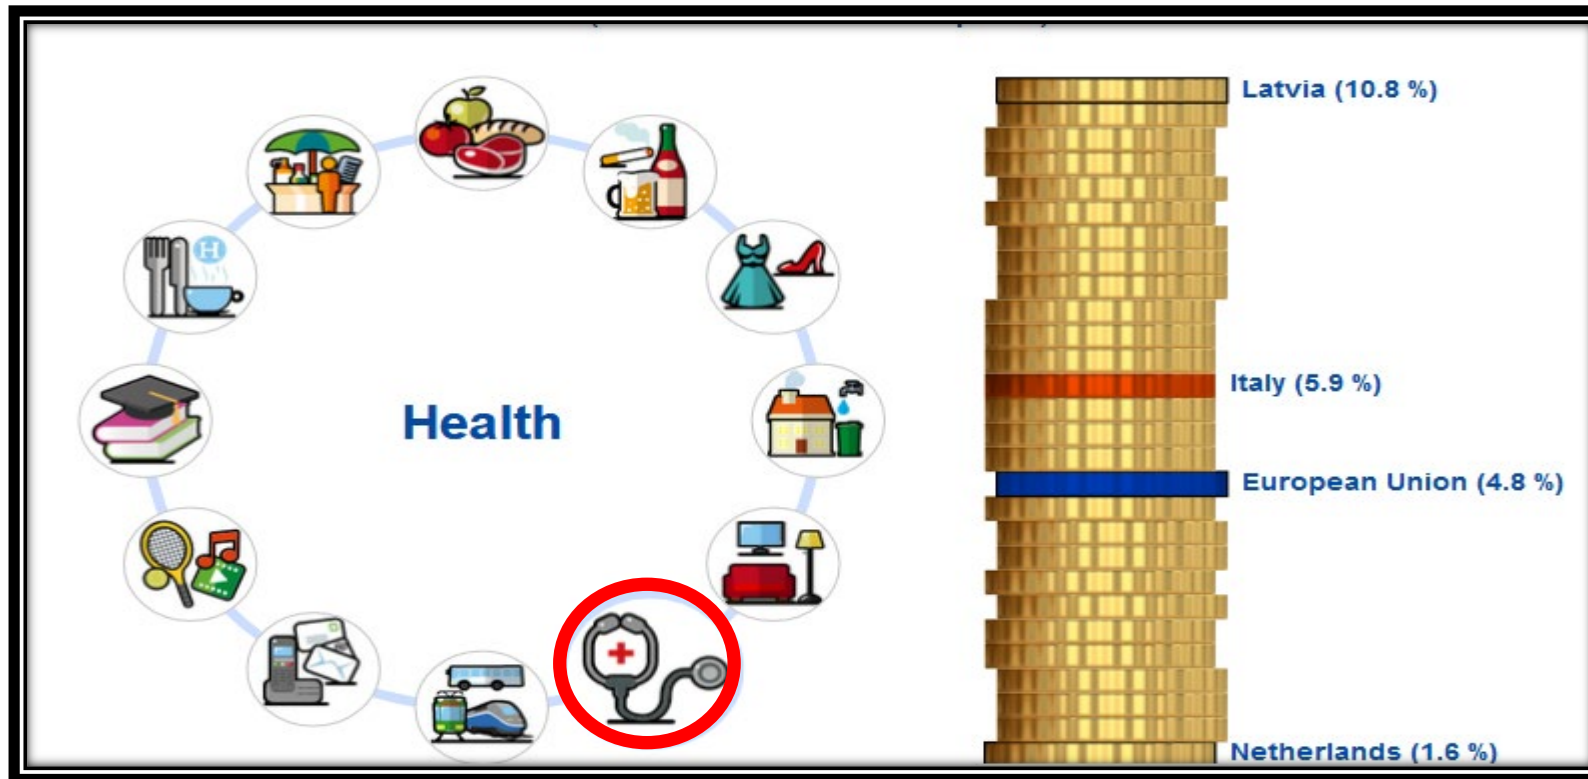 Health
H
Latvia (10.8 %)
Italy (5.9 %)
European Union (4.8 %)
Netherlands (1.6 %)